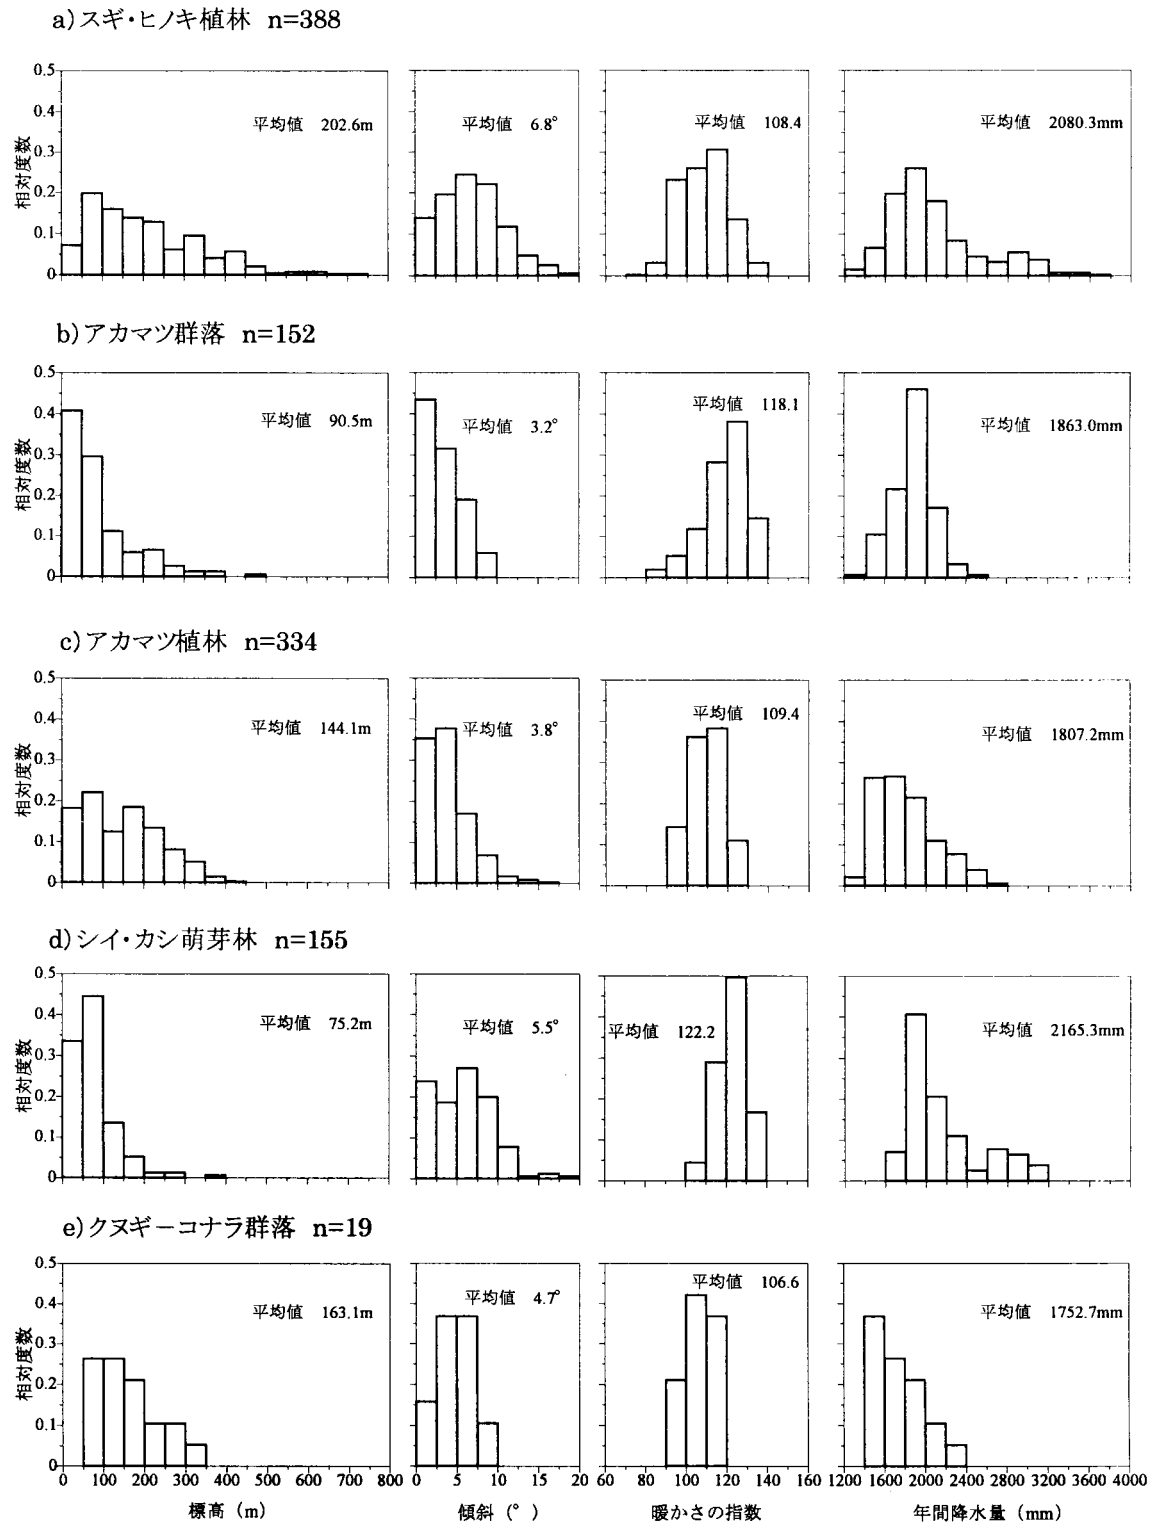 a)スギ・ヒノキ植林 n=388
相対度数
0.5
0.4
0.3
0.2
0.1
0
平均値 202.6m
平均値 6.8°
平均値 108.4
平均値 2080.3mm
b)アカマツ群落 n=152
相対度数
0.5
0.4
0.3
0.2
0.1
0
平均値 90.5m
平均値 3.2°
平均値 118.1
平均値 1863.0mm
c)アカマツ植林 n=334
相対度数
0.5
0.4
0.3
0.2
0.1
0
平均値 144.1m
平均値 3.8°
平均値 109.4
平均値 1807.2mm
d)シイ・カシ萌芽林 n=155
相対度数
0.5
0.4
0.3
0.2
0.1
0
平均値 75.2m
平均値 5.5°
平均値 122.2
平均値 2165.3mm
e)クヌギーコナラ群落 n=19
相対度数
0.5
0.4
0.3
0.2
0.1
0
平均値 163.1m
平均値 4.7°
平均値 106.6
平均値 1752.7mm
0 100 200 300 400 500 600 700 800
0 5 10 15 20
60 80 100 120 140 160
1200 1600 2000 2400 2800 3200 3600 4000
標高 (m)
傾斜 (°)
暖かさの指数
年間降水量 (mm)